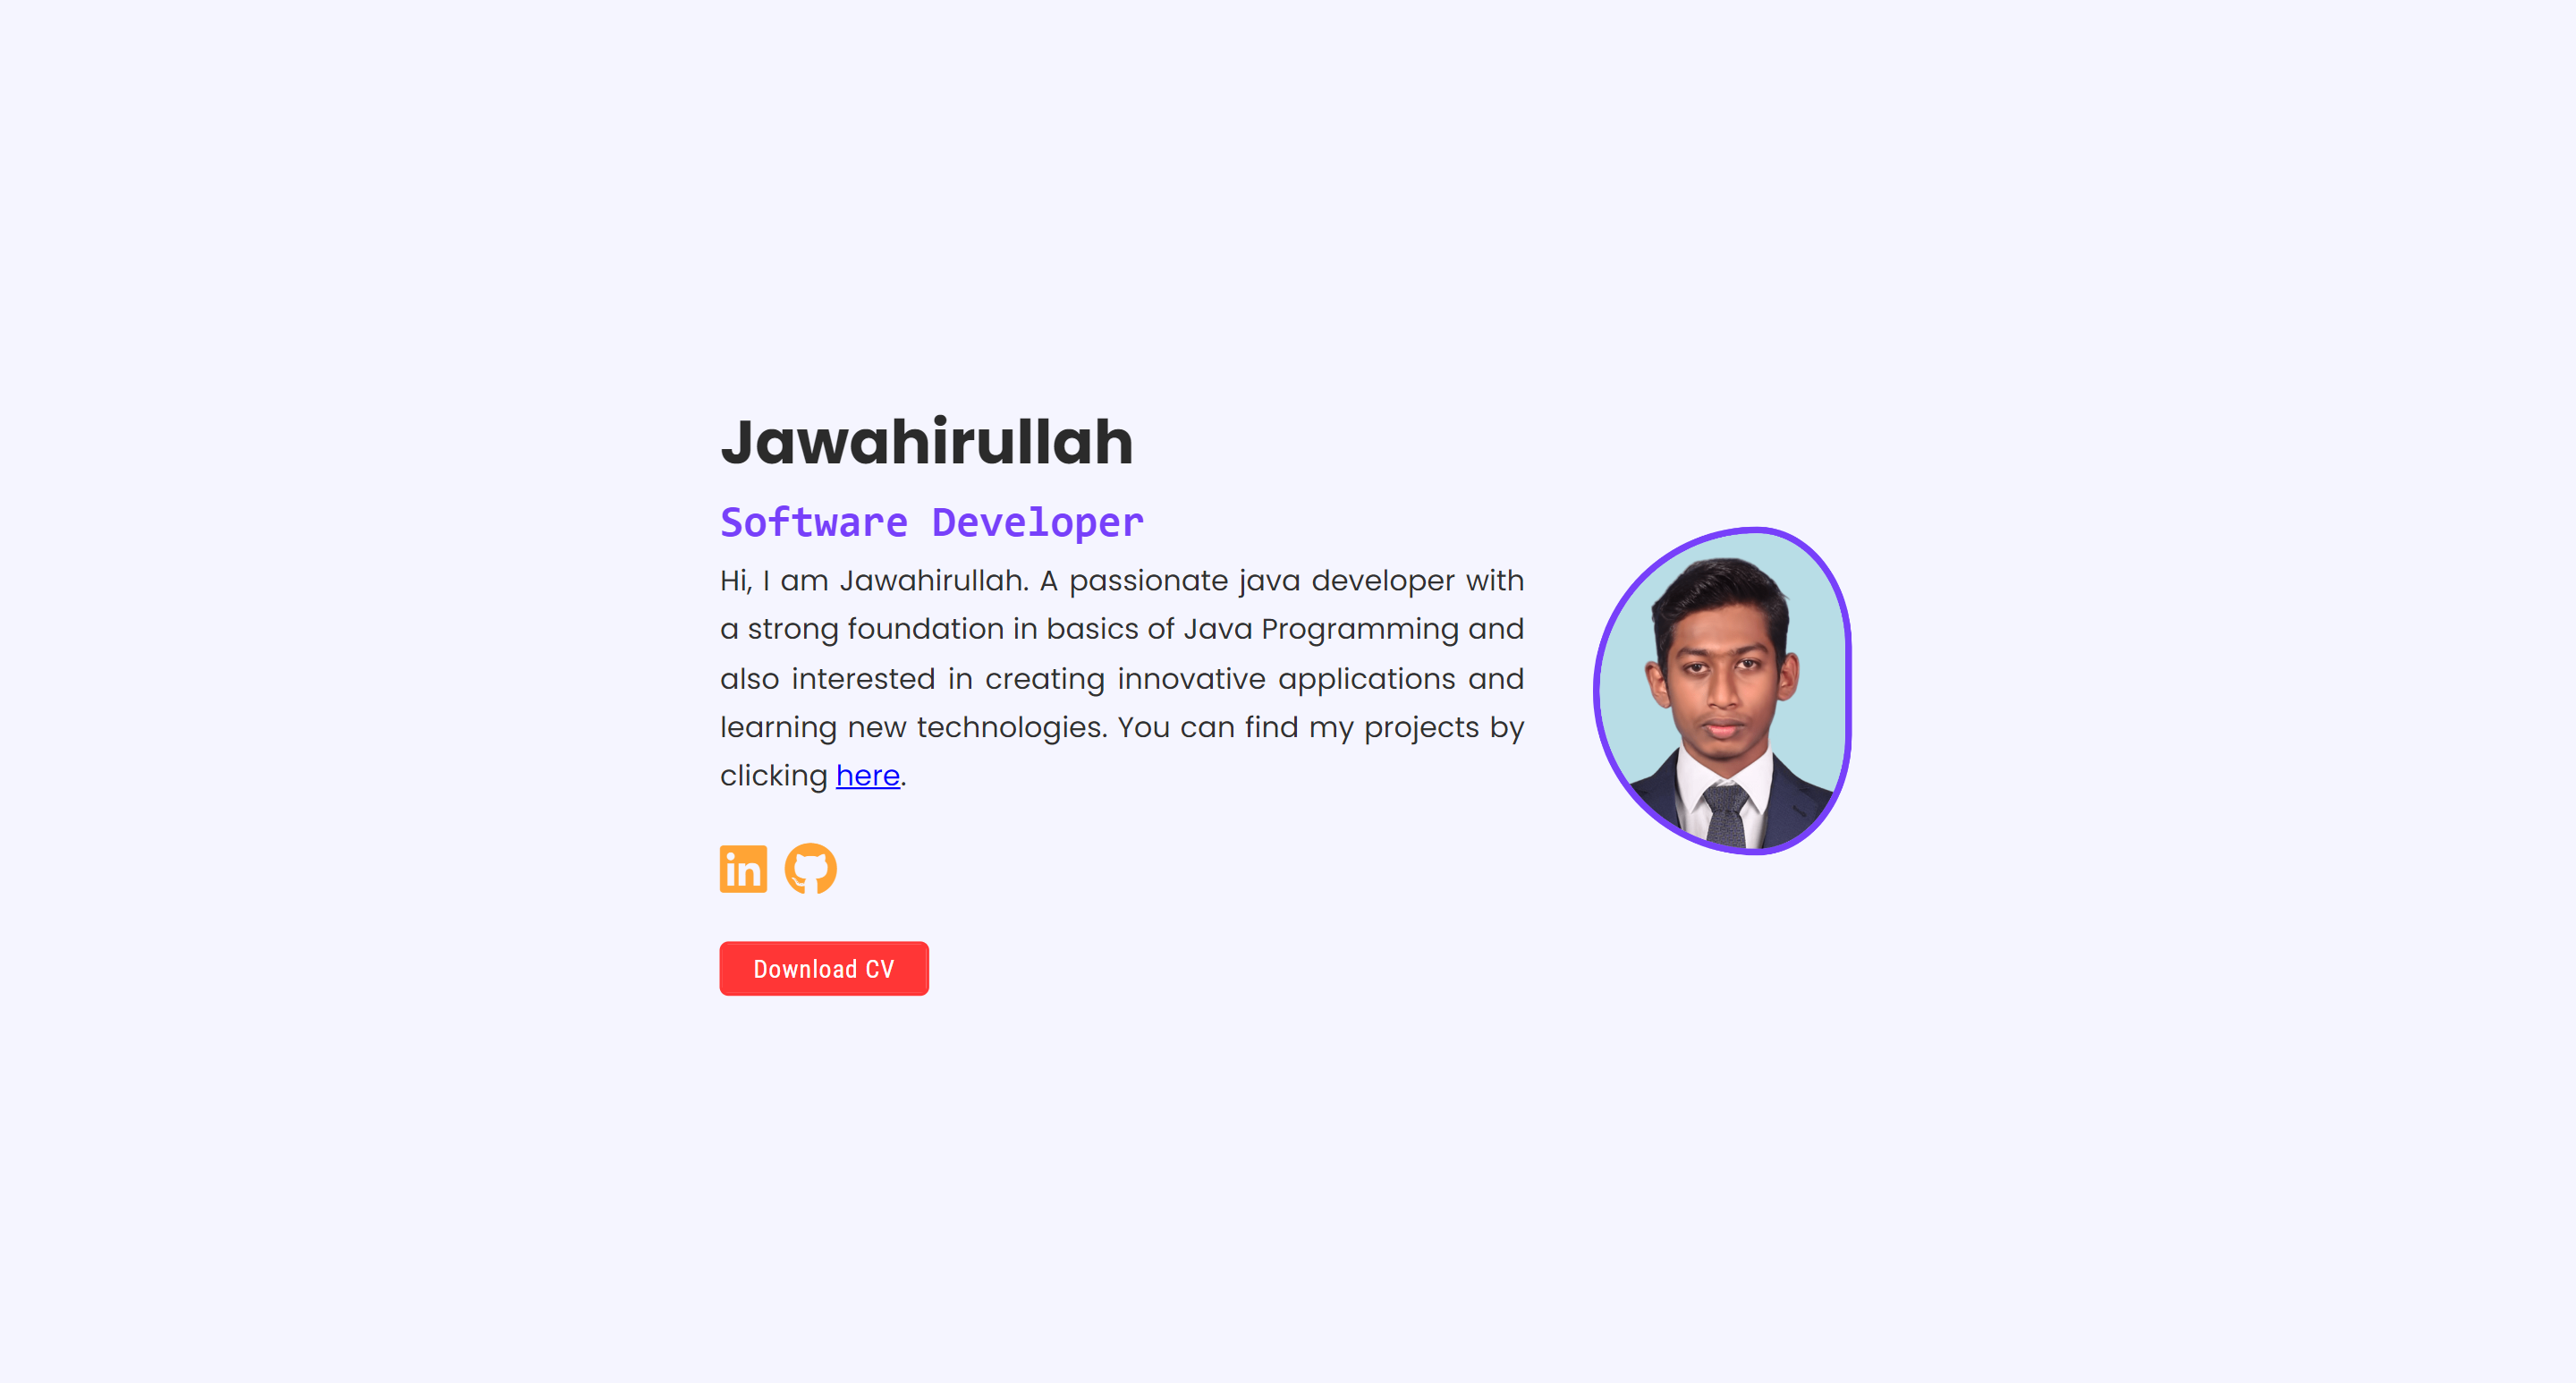 Jawahirullah
Software Developer
Hi, I am Jawahirullah. A passionate java developer with
a strong foundation in basics of Java Programming and
also interested in creating innovative applications and
learning new technologies. You can find my projects by
clicking here.
in
Download CV